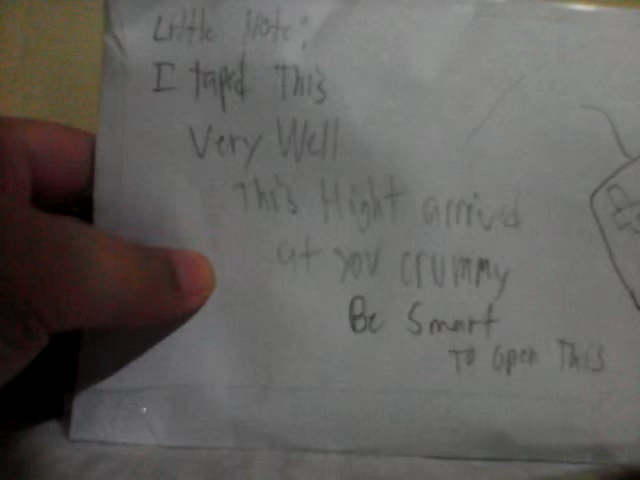 Little Note:
I taped This
Very Well
This Might arrived
at you crummy
Be Smart
To open This